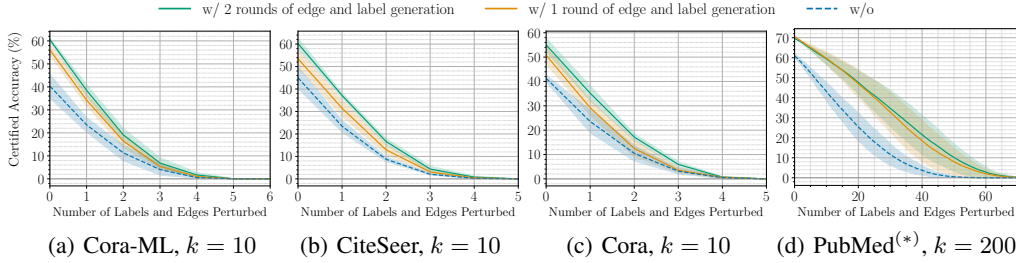 w/ 2 rounds of edge and label generation w/ 1 round of edge and label generation w/o
Certified Accuracy (%)
60
50
40
30
20
10
0
0 1 2 3 4 5 6
Number of Labels and Edges Perturbed
(a) Cora-ML, k = 10
60
50
40
30
20
10
0
0 1 2 3 4 5
Number of Labels and Edges Perturbed
(b) CiteSeer, k = 10
60
50
40
30
20
10
0
0 1 2 3 4 5
Number of Labels and Edges Perturbed
(c) Cora, k = 10
70
60
50
40
30
20
10
0
0 20 40 60
Number of Labels and Edges Perturbed
(d) PubMed(*), k = 200